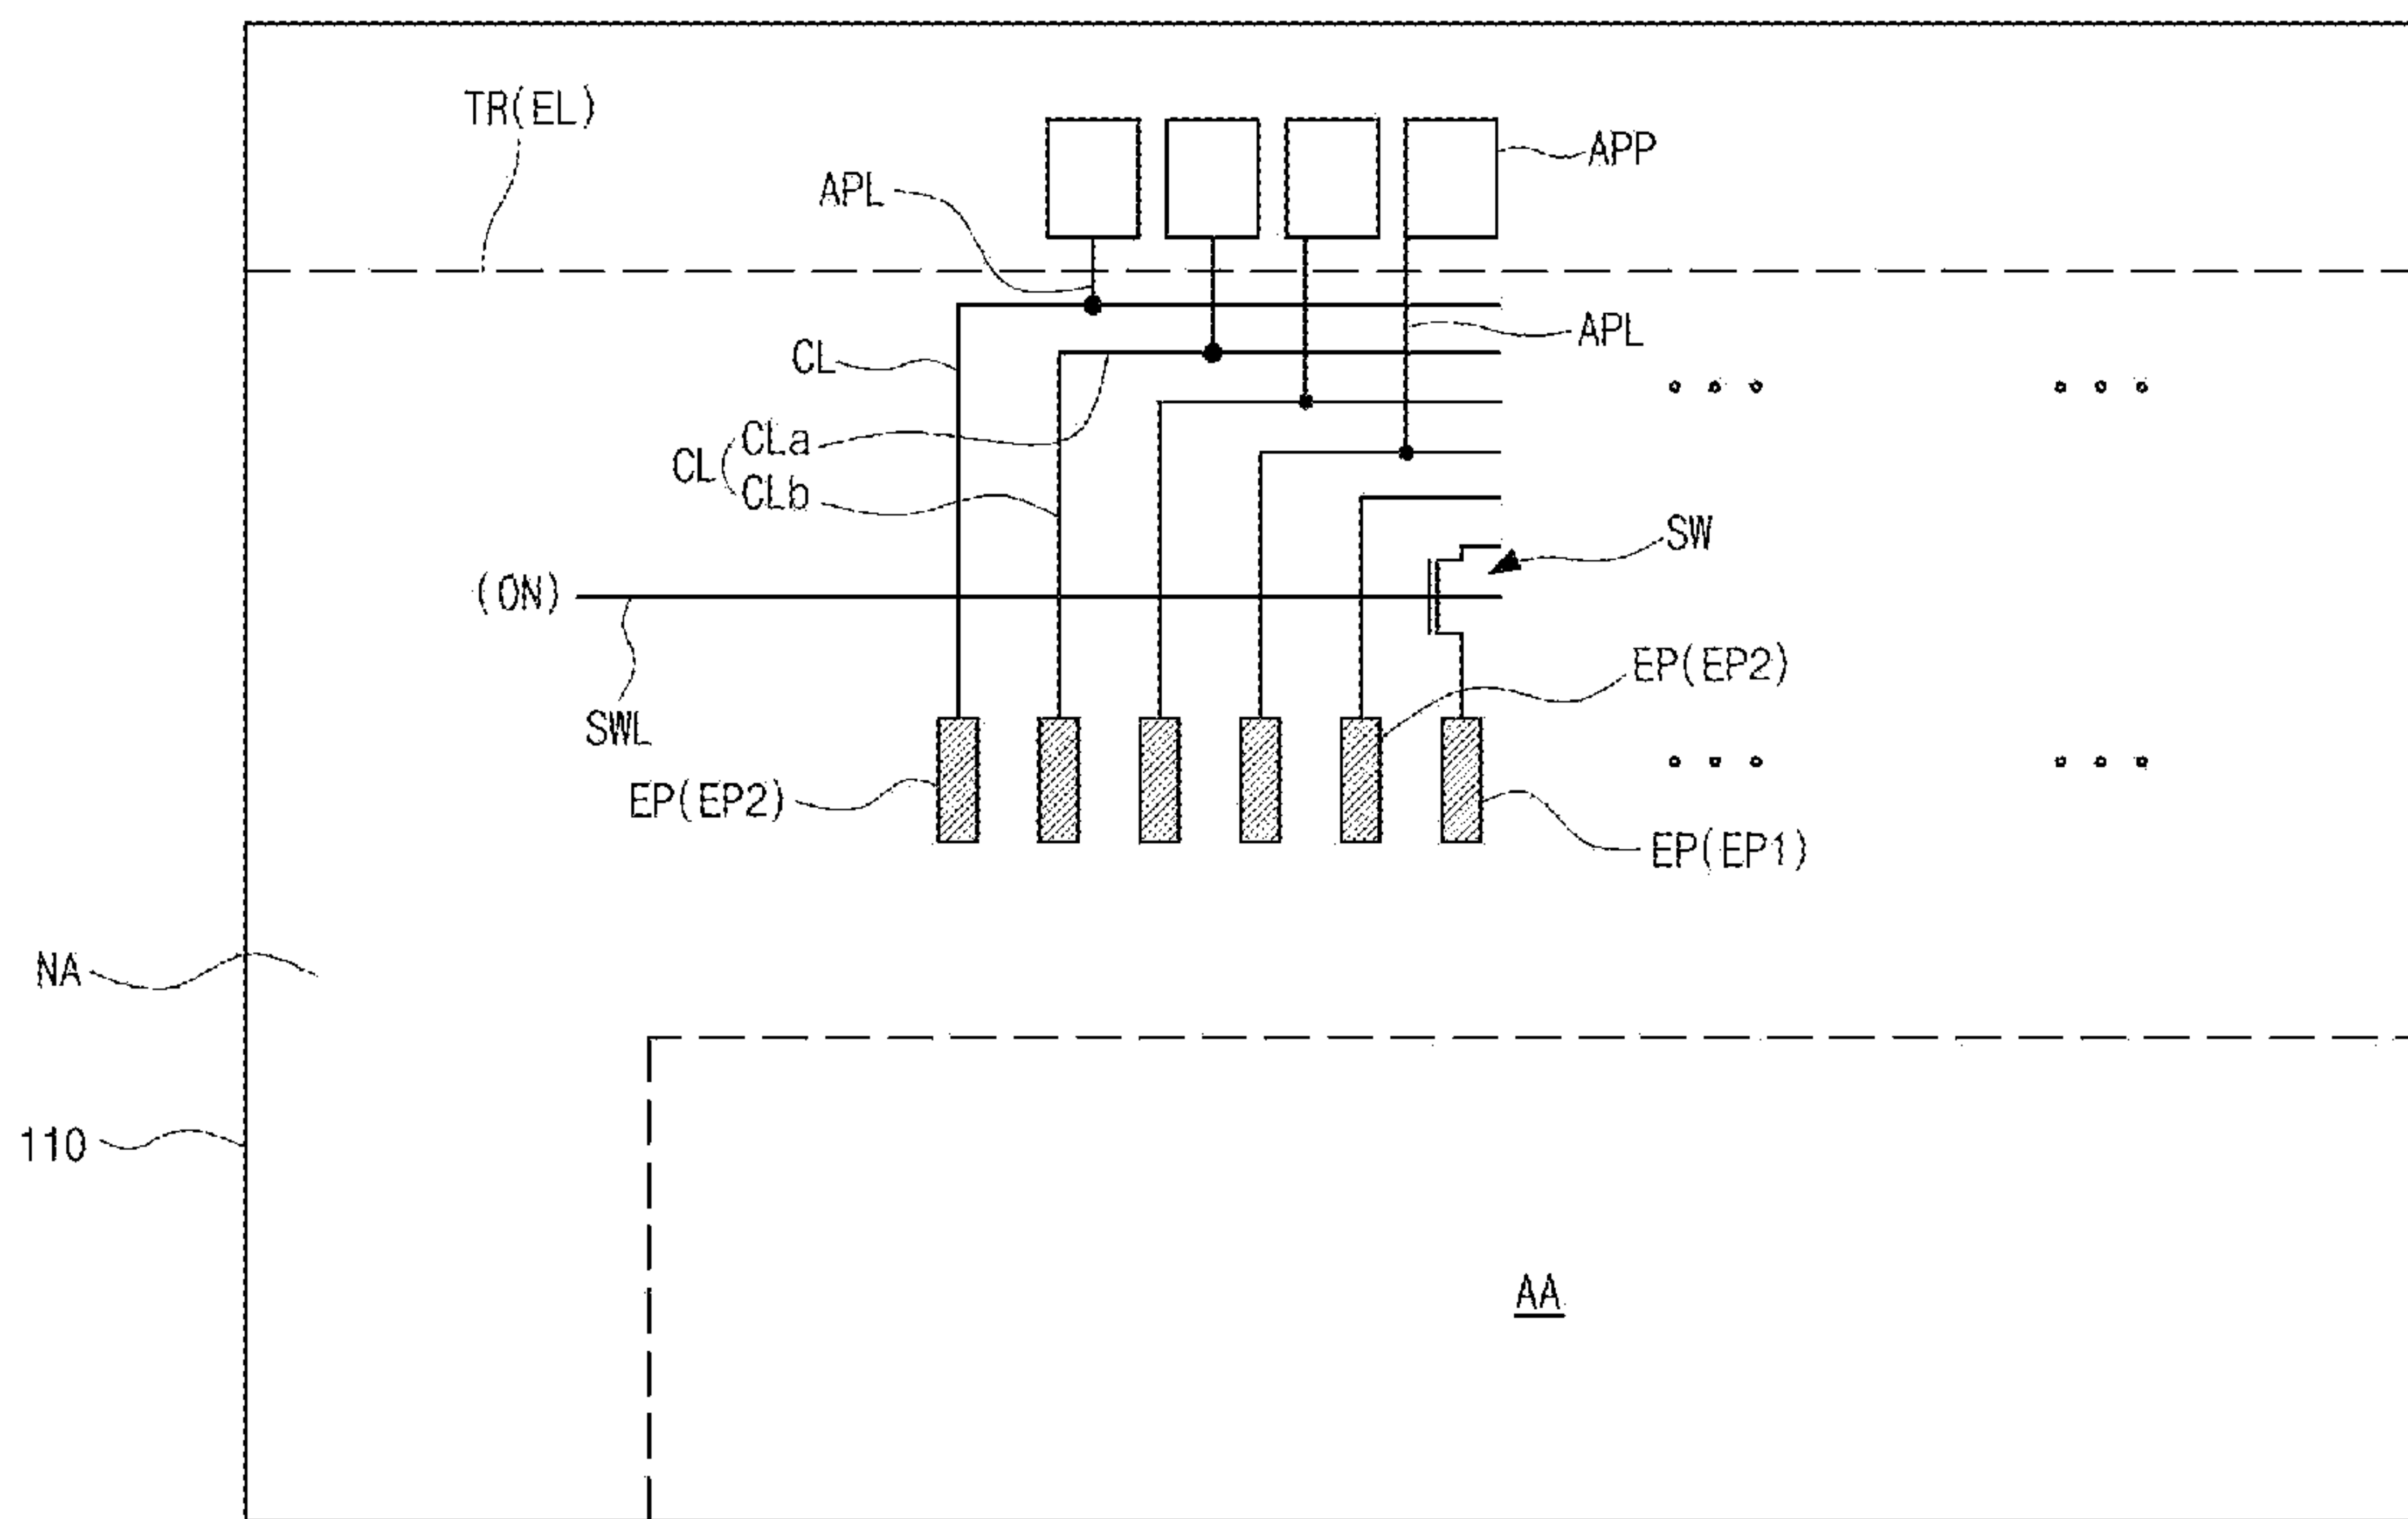 TR(EL)
APP
APL
APL
CL
CL
CLa
CLb
SW
(ON)
SWL
EP(EP2)
EP(EP2)
EP(EP1)
NA
110
AA